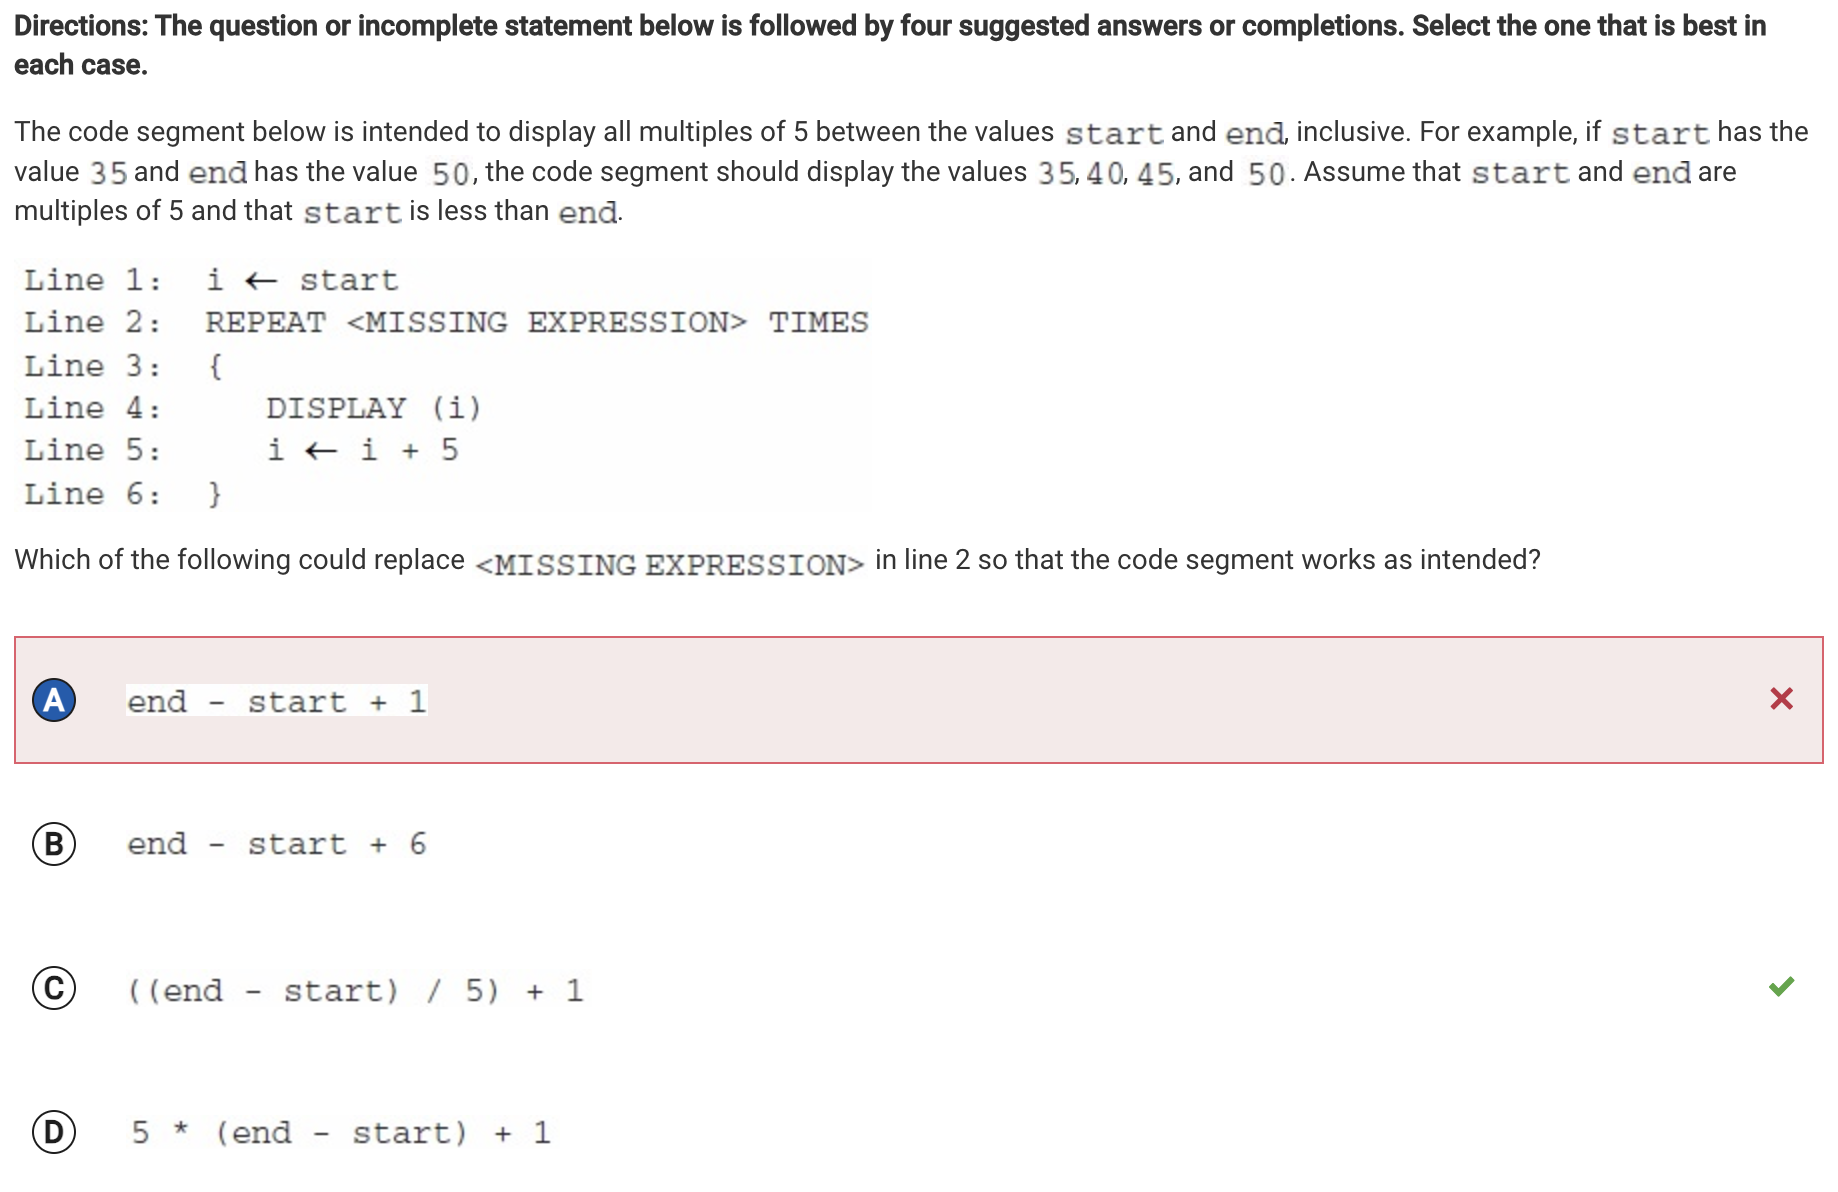 Directions: The question or incomplete statement below is followed by four suggested answers or completions. Select the one that is best in
each case.
The code segment below is intended to display all multiples of 5 between the values start and end, inclusive. For example, if start has the
value 35 and end has the value 50, the code segment should display the values 35, 40, 45, and 50. Assume that start and end are
multiples of 5 and that start is less than end.
Line 1: i ← start
Line 2: REPEAT <MISSING EXPRESSION> TIMES
Line 3: {
Line 4: DISPLAY (i)
Line 5: i ← i + 5
Line 6: }
Which of the following could replace <MISSING EXPRESSION> in line 2 so that the code segment works as intended?
A end - start + 1
B end - start + 6
C ((end - start) / 5) + 1
D 5 * (end - start) + 1